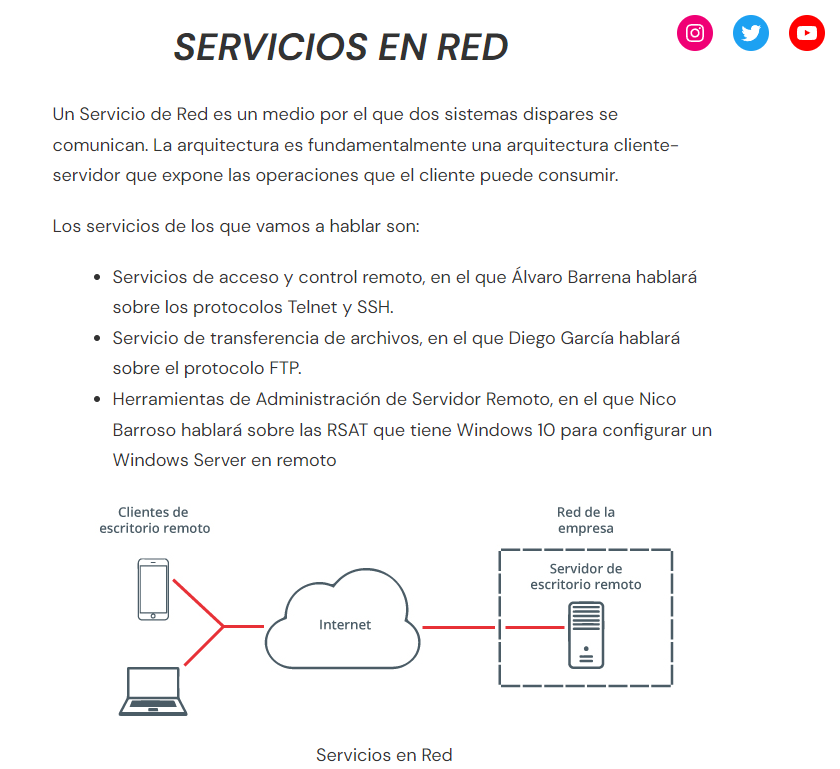 SERVICIOS EN RED
Un Servicio de Red es un medio por el que dos sistemas dispares se
comunican. La arquitectura es fundamentalmente una arquitectura cliente-
servidor que expone las operaciones que el cliente puede consumir.
Los servicios de los que vamos a hablar son:
• Servicios de acceso y control remoto, en el que Álvaro Barrena hablará
sobre los protocolos Telnet y SSH.
• Servicio de transferencia de archivos, en el que Diego García hablará
sobre el protocolo FTP.
• Herramientas de Administración de Servidor Remoto, en el que Nico
Barroso hablará sobre las RSAT que tiene Windows 10 para configurar un
Windows Server en remoto
Clientes de
escritorio remoto
Red de la
empresa
Servidor de
escritorio remoto
Internet
Servicios en Red